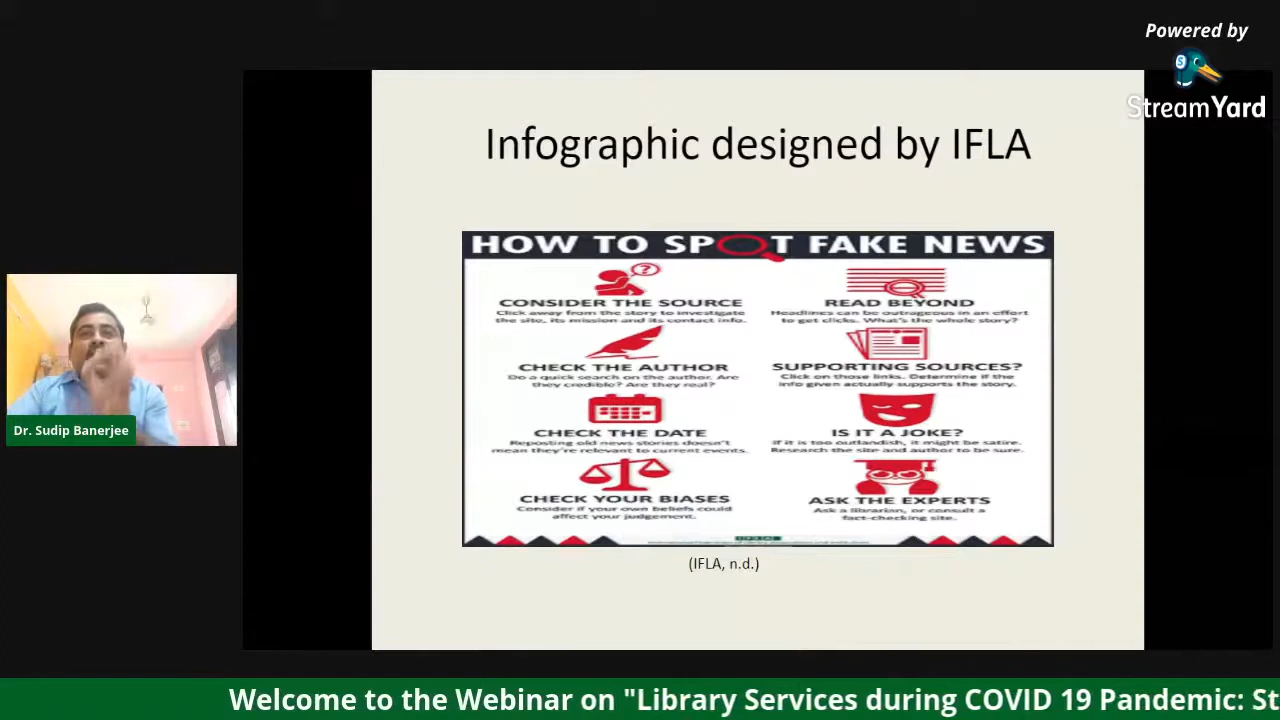 Powered by
StreamYard
Infographic designed by IFLA
HOW TO SPOT FAKE NEWS
CONSIDER THE SOURCE
Click away from the story to investigate
the site, its mission and its contact info.
READ BEYOND
Headlines can be outrageous in an effort
to get clicks. What's the whole story?
CHECK THE AUTHOR
Do a quick search on the author. Are
they credible? Are they real?
SUPPORTING SOURCES?
Click on those links. Determine if the
info given actually supports the story.
CHECK THE DATE
Reposting old news stories doesn't
mean they're relevant to current events.
IS IT A JOKE?
If it is too outlandish, it might be satire.
Research the site and author to be sure.
CHECK YOUR BIASES
Consider if your own beliefs could
affect your judgement.
ASK THE EXPERTS
Ask a librarian, or consult a
fact-checking site.
(IFLA, n.d.)
Dr. Sudip Banerjee
Welcome to the Webinar on "Library Services during COVID 19 Pandemic: St